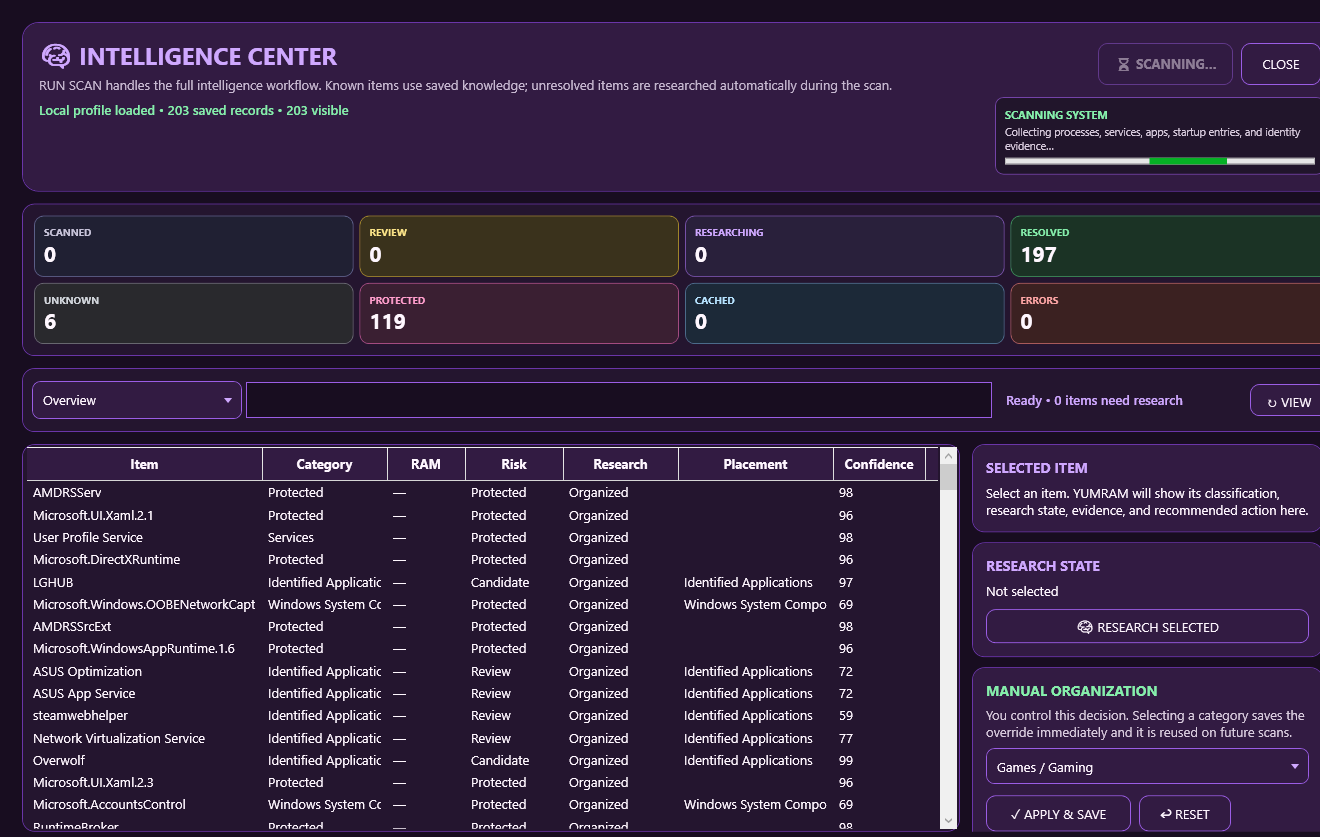 INTELLIGENCE CENTER
RUN SCAN handles the full intelligence workflow. Known items use saved knowledge; unresolved items are researched automatically during the scan.
Local profile loaded • 203 saved records • 203 visible
SCANNING...
CLOSE
SCANNING SYSTEM
Collecting processes, services, apps, startup entries, and identity
evidence...
SCANNED
0
REVIEW
0
RESEARCHING
0
RESOLVED
197
UNKNOWN
6
PROTECTED
119
CACHED
0
ERRORS
0
Overview
Ready • 0 items need research
↻ VIEW
Item Category RAM Risk Research Placement Confidence
AMDRSServ Protected — Protected Organized 98
Microsoft.UI.Xaml.2.1 Protected — Protected Organized 96
User Profile Service Services — Protected Organized 98
Microsoft.DirectXRuntime Protected — Protected Organized 96
LGHUB Identified Applicatic — Candidate Organized Identified Applications 97
Microsoft.Windows.OOBENetworkCapt Windows System Cc — Protected Organized Windows System Compo 69
AMDRSSrcExt Protected — Protected Organized 98
Microsoft.WindowsAppRuntime.1.6 Protected — Protected Organized 96
ASUS Optimization Identified Applicatic — Review Organized Identified Applications 72
ASUS App Service Identified Applicatic — Review Organized Identified Applications 72
steamwebhelper Identified Applicatic — Review Organized Identified Applications 59
Network Virtualization Service Identified Applicatic — Review Organized Identified Applications 77
Overwolf Identified Applicatic — Candidate Organized Identified Applications 99
Microsoft.UI.Xaml.2.3 Protected — Protected Organized 96
Microsoft.AccountsControl Windows System Cc — Protected Organized Windows System Compo 69
RuntimeBroker Protected — Protected Organized 98
SELECTED ITEM
Select an item. YUMRAM will show its classification,
research state, evidence, and recommended action here.
RESEARCH STATE
Not selected
RESEARCH SELECTED
MANUAL ORGANIZATION
You control this decision. Selecting a category saves the
override immediately and it is reused on future scans.
Games / Gaming
✓ APPLY & SAVE
↩ RESET